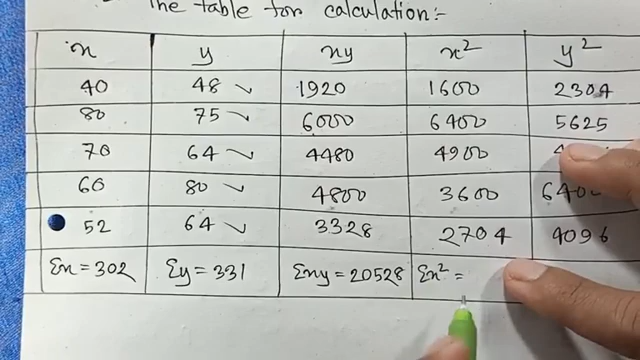 The table for calculation:-
x y xy x² y²
40 48 1920 1600 2304
80 75 6000 6400 5625
70 64 4480 4900
60 80 4800 3600
52 64 3328 2704 4096
Σx = 302 Σy = 331 Σxy = 20528 Σx² =